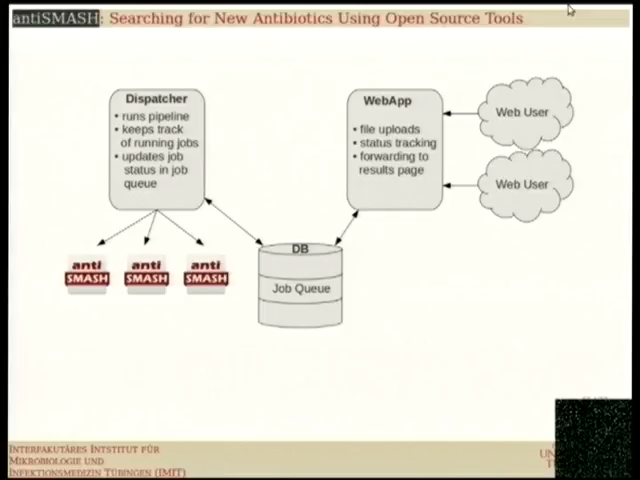 antiSMASH: Searching for New Antibiotics Using Open Source Tools
Dispatcher
• runs pipeline
• keeps track
of running jobs
• updates job
status in job
queue
WebApp
• file uploads
• status tracking
• forwarding to
results page
Web User
Web User
anti
SMASH
anti
SMASH
anti
SMASH
DB
Job Queue
INTERFAKUTÄRES INTSTITUT FÜR
MIKROBIOLOGIE UND
INFEKTIONSMEDIZIN TÜBINGEN (IMIT)